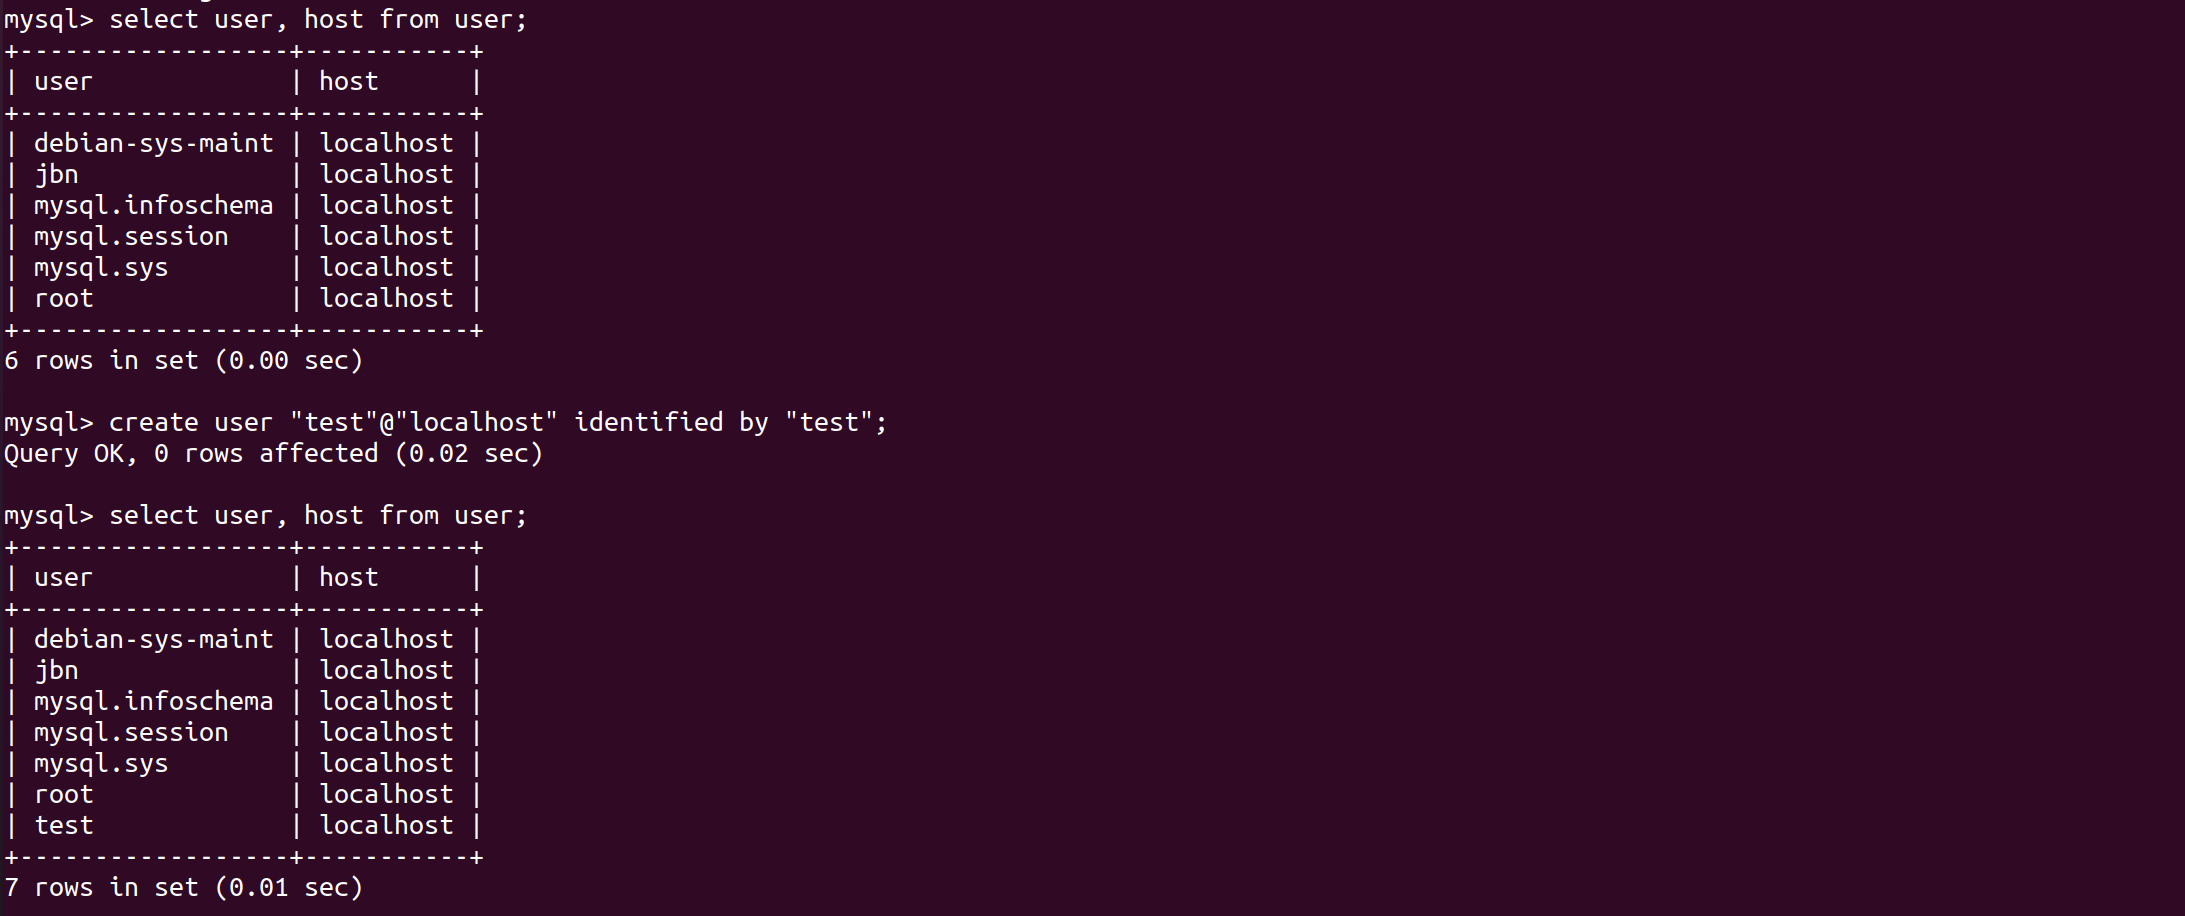 mysql> select user, host from user;
+------------------+-----------+
| user             | host      |
+------------------+-----------+
| debian-sys-maint | localhost |
| jbn              | localhost |
| mysql.infoschema | localhost |
| mysql.session    | localhost |
| mysql.sys        | localhost |
| root             | localhost |
+------------------+-----------+
6 rows in set (0.00 sec)

mysql> create user "test"@"localhost" identified by "test";
Query OK, 0 rows affected (0.02 sec)

mysql> select user, host from user;
+------------------+-----------+
| user             | host      |
+------------------+-----------+
| debian-sys-maint | localhost |
| jbn              | localhost |
| mysql.infoschema | localhost |
| mysql.session    | localhost |
| mysql.sys        | localhost |
| root             | localhost |
| test             | localhost |
+------------------+-----------+
7 rows in set (0.01 sec)